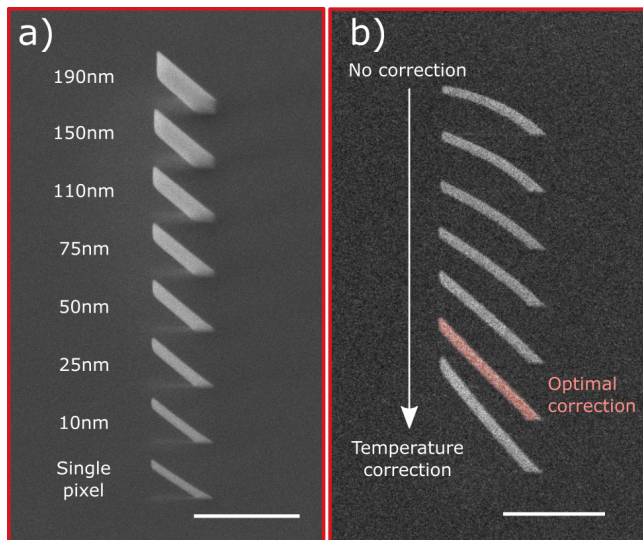 a)
190nm
150nm
110nm
75nm
50nm
25nm
10nm
Single
pixel
b)
No correction
Optimal
correction
Temperature
correction